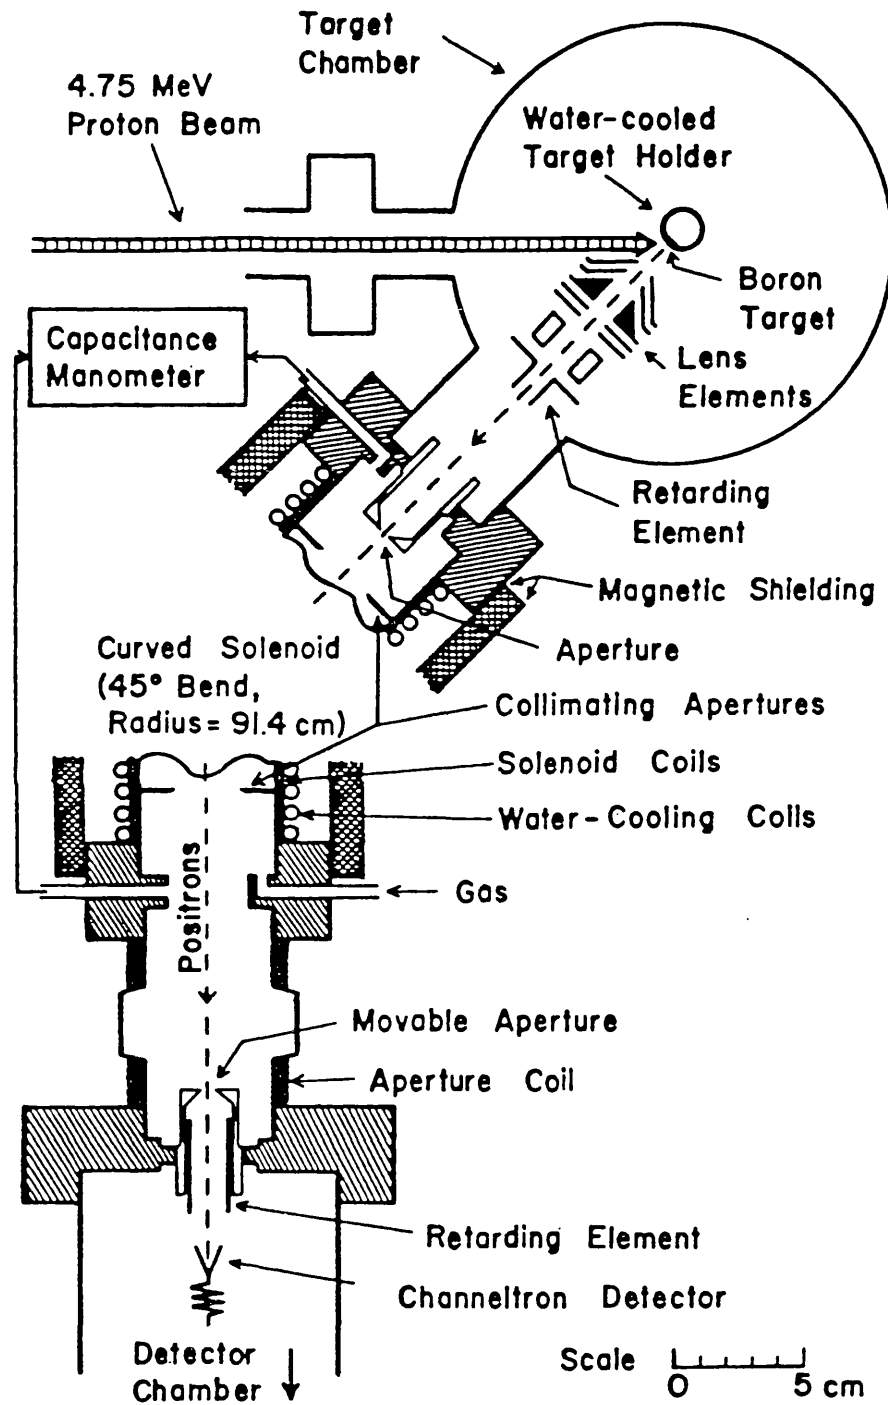 Target
Chamber
4.75 MeV
Proton Beam
Water-cooled
Target Holder
Boron
Target
Capacitance
Manometer
Lens
Elements
Retarding
Element
Magnetic Shielding
Aperture
Curved Solenoid
(45° Bend,
Radius = 91.4 cm)
Collimating Apertures
Solenoid Coils
Water-Cooling Coils
Positrons
Gas
Movable Aperture
Aperture Coil
Retarding Element
Channeltron Detector
Detector
Chamber
Scale
0 5 cm